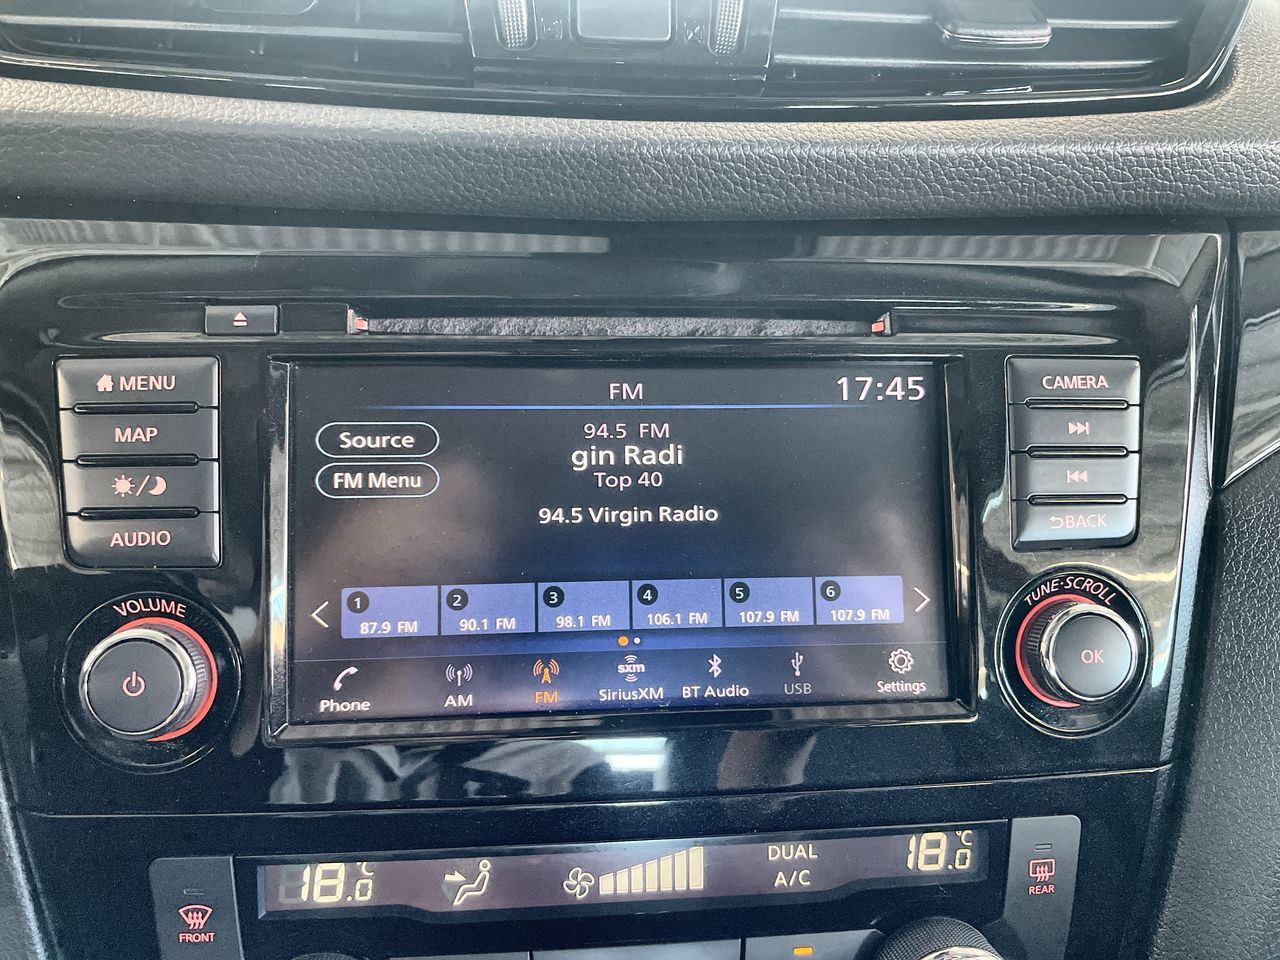 MENU
MAP
AUDIO
VOLUME
FM
17:45
Source
FM Menu
94.5 FM
gin Radi
Top 40
94.5 Virgin Radio
1
87.9 FM
2
90.1 FM
3
98.1 FM
4
106.1 FM
5
107.9 FM
6
107.9 FM
Phone
AM
FM
sxm
SiriusXM
BT Audio
USB
Settings
CAMERA
BACK
TUNE·SCROLL
OK
FRONT
18.0 °C
DUAL
A/C
18.0 °C
REAR